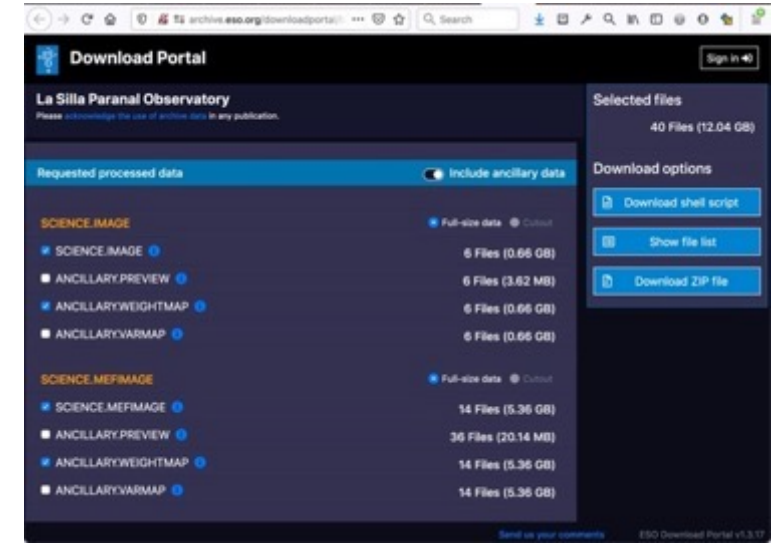 archive.eso.org/downloadportal/
Search
Download Portal
Sign in
La Silla Paranal Observatory
Please acknowledge the use of archive data in any publication.
Selected files
40 Files (12.04 GB)
Requested processed data
Include ancillary data
Download options
Download shell script
Show file list
Download ZIP file
SCIENCE.IMAGE
Full-size data
Cutout
SCIENCE.IMAGE
6 Files (0.66 GB)
ANCILLARY.PREVIEW
6 Files (3.62 MB)
ANCILLARY.WEIGHTMAP
6 Files (0.66 GB)
ANCILLARY.VARMAP
6 Files (0.66 GB)
SCIENCE.MEFIMAGE
Full-size data
Cutout
SCIENCE.MEFIMAGE
14 Files (5.36 GB)
ANCILLARY.PREVIEW
36 Files (20.14 MB)
ANCILLARY.WEIGHTMAP
14 Files (5.36 GB)
ANCILLARY.VARMAP
14 Files (5.36 GB)
Send us your comments
ESO Download Portal v1.3.17